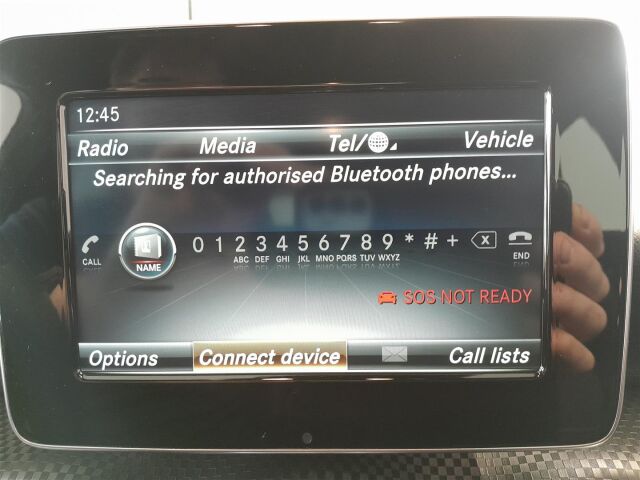 12:45
Radio Media Tel/ Vehicle
Searching for authorised Bluetooth phones...
0 1 2 3 4 5 6 7 8 9 * # +
CALL NAME ABC DEF GHI JKL MNO PQRS TUV WXYZ END
SOS NOT READY
Options Connect device Call lists